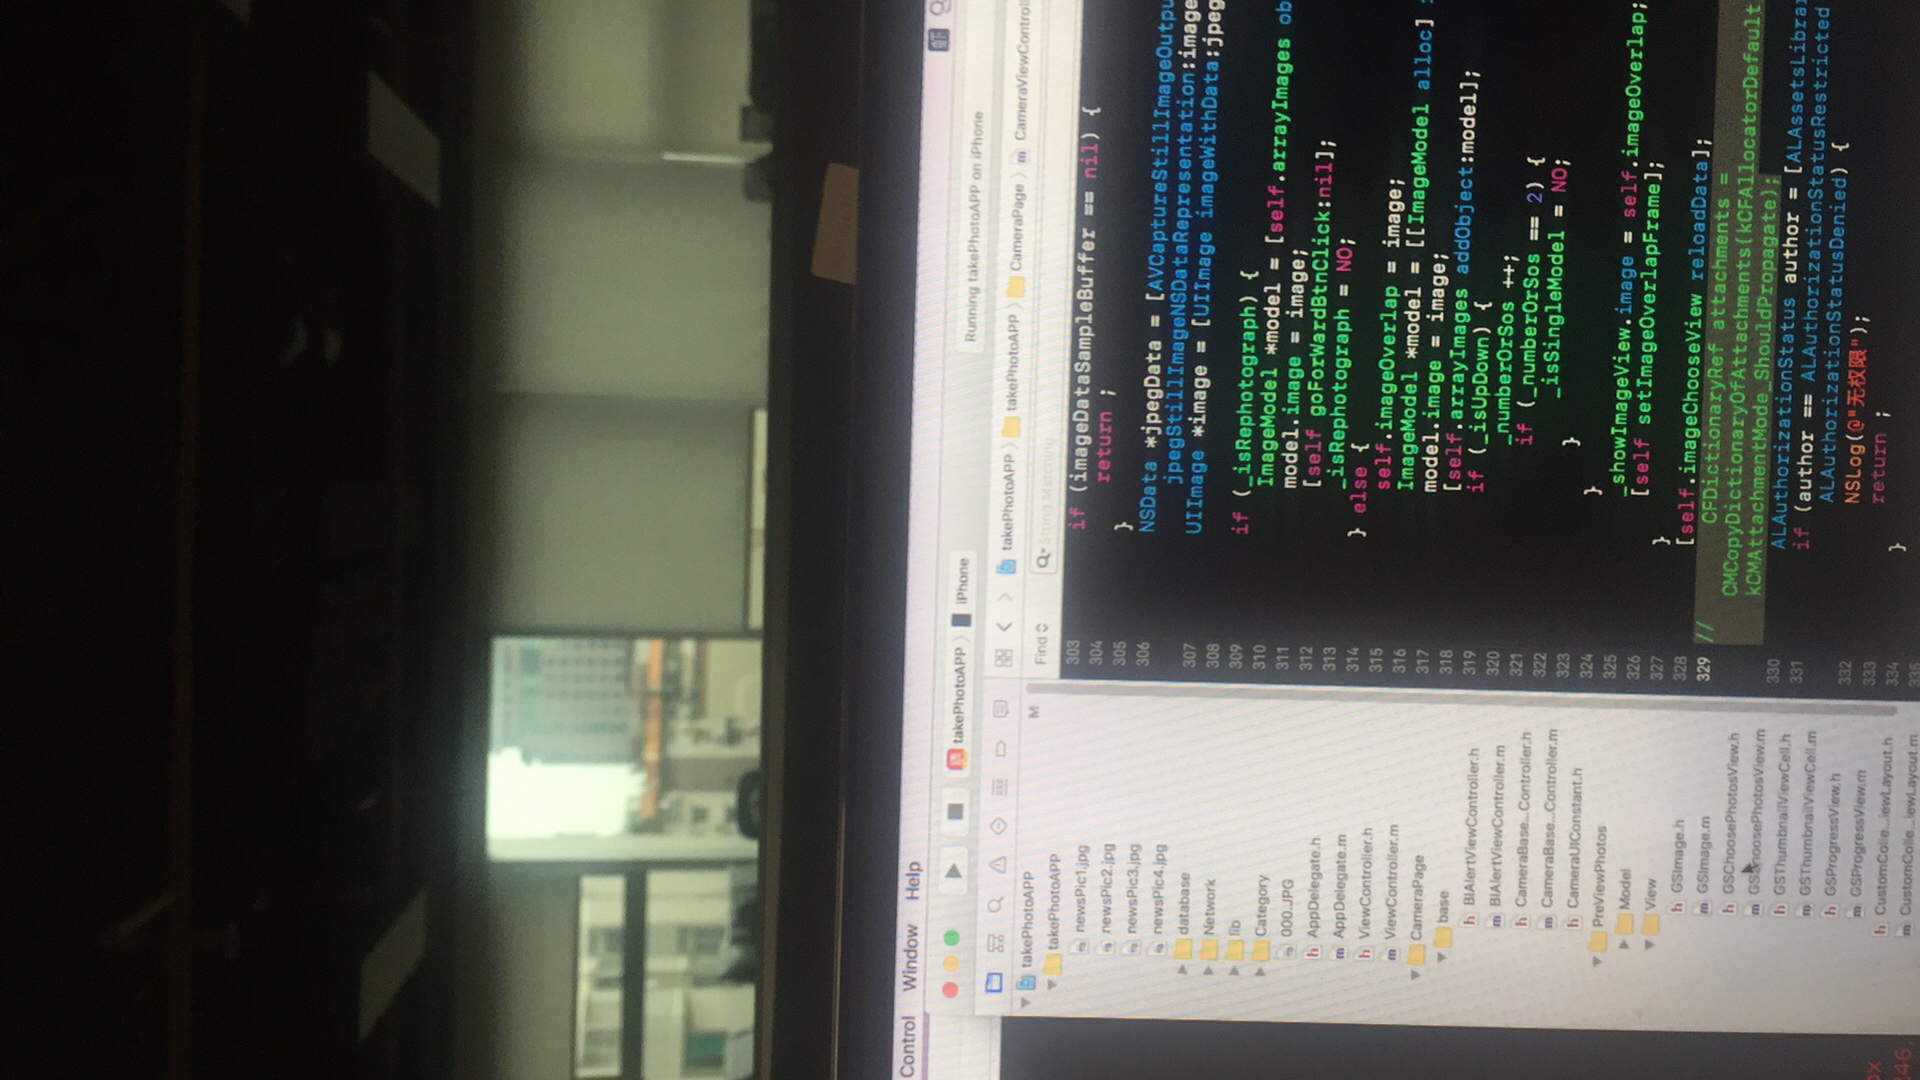 Control Window Help
takePhotoAPP iPhone
Running takePhotoAPP on iPhone
takePhotoAPP takePhotoAPP CameraPage m CameraViewControll
Find
String Matching
takePhotoAPP M
takePhotoAPP
newsPic1.jpg
newsPic2.jpg
newsPic3.jpg
newsPic4.jpg
database
Network
lib
Category
000.JPG
h AppDelegate.h
m AppDelegate.m
h ViewController.h
m ViewController.m
CameraPage
base
h BIAlertViewController.h
m BIAlertViewController.m
h CameraBase...Controller.h
m CameraBase...Controller.m
h CameraUIConstant.h
PreViewPhotos
Model
View
h GSImage.h
m GSImage.m
h GSChoosePhotosView.h
m GSChoosePhotosView.m
h GSThumbnailViewCell.h
m GSThumbnailViewCell.m
h GSProgressView.h
m GSProgressView.m
h CustomColle...iewLayout.h
m CustomColle...iewLayout.m
303 if (imageDataSampleBuffer == nil) {
304 return ;
305 }
306 NSData *jpegData = [AVCaptureStillImageOutpu
jpegStillImageNSDataRepresentation:image
307 UIImage *image = [UIImage imageWithData:jpeg
308
309 if (_isRephotograph) {
310 ImageModel *model = [self.arrayImages ob
311 model.image = image;
312 [self goForWardBtnClick:nil];
313 _isRephotograph = NO;
314 } else {
315 self.imageOverlap = image;
316 ImageModel *model = [[ImageModel alloc]
317 model.image = image;
318 [self.arrayImages addObject:model];
319 if (_isUpDown) {
320 _numberOrSos ++;
321 if (_numberOrSos == 2) {
322 _isSingleModel = NO;
323 }
324 }
325 _showImageView.image = self.imageOverlap;
326 [self setImageOverlapFrame];
327 }
328 [self.imageChooseView reloadData];
329 // CFDictionaryRef attachments =
CMCopyDictionaryOfAttachments(kCFAllocatorDefault
kCMAttachmentMode_ShouldPropagate);
330 ALAuthorizationStatus author = [ALAssetsLibra
331 if (author == ALAuthorizationStatusRestricted
ALAuthorizationStatusDenied) {
332 NSLog(@"无权限");
333 return ;
334 }
335
246,